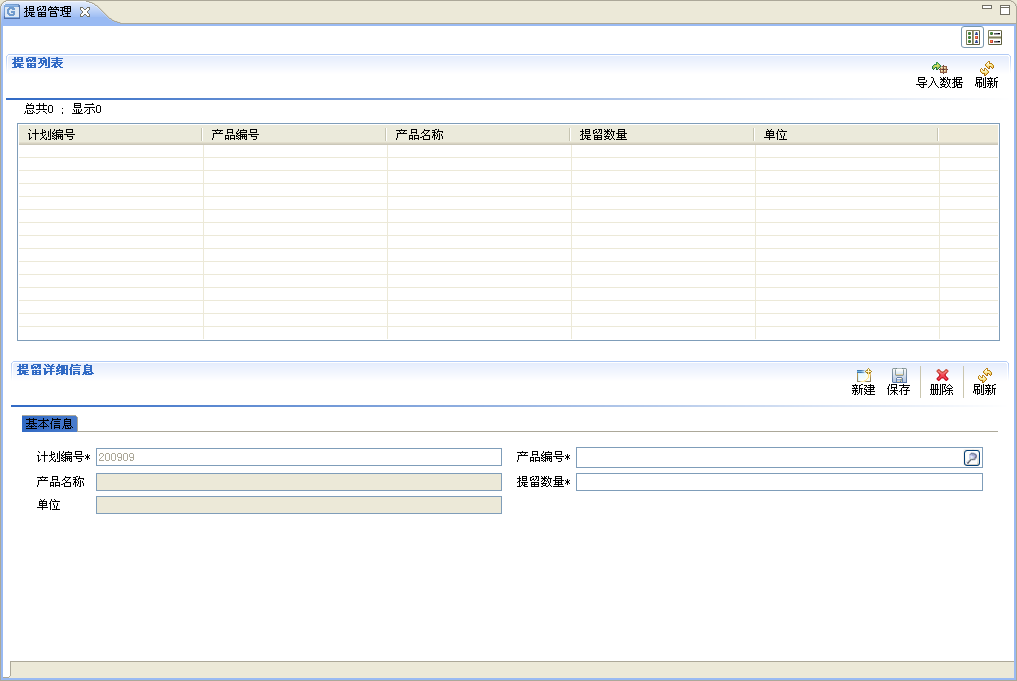 提留管理
提留列表
导入数据 刷新
总共0 ；显示0
计划编号 产品编号 产品名称 提留数量 单位
提留详细信息
新建 保存 删除 刷新
基本信息
计划编号* 200909 产品编号*
产品名称 提留数量*
单位